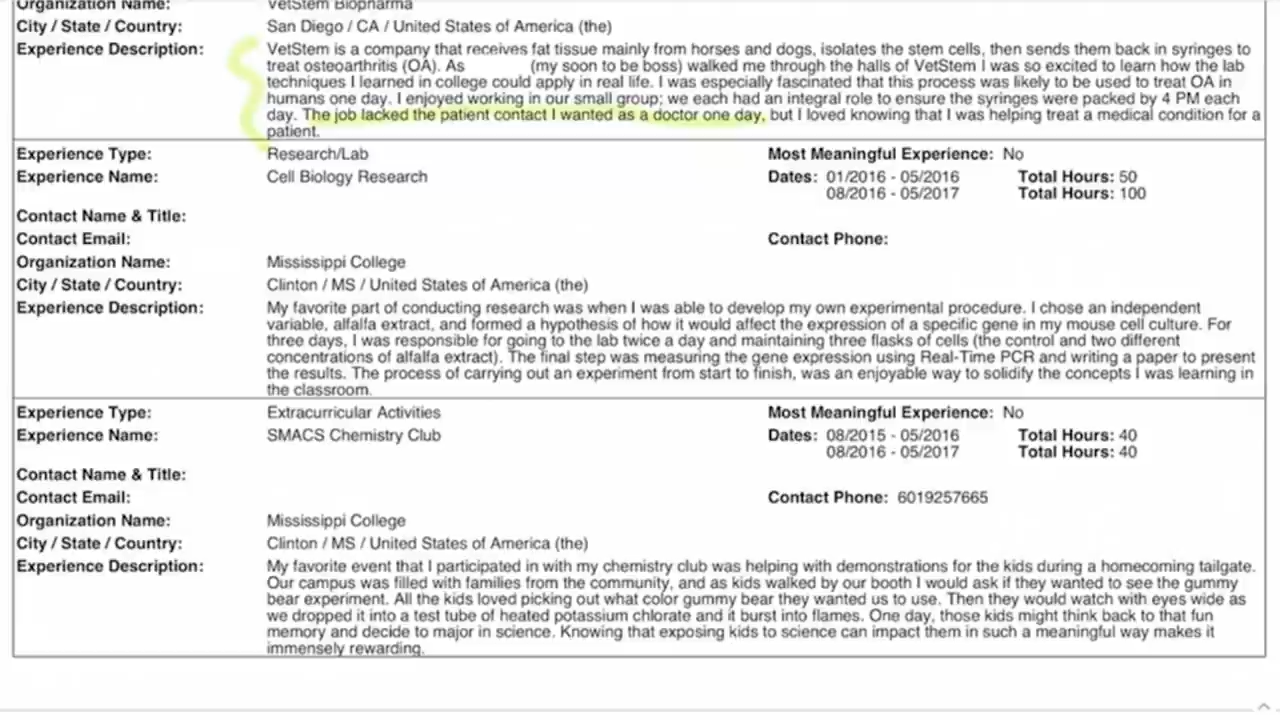 Organization Name: VetStem Biopharma
City / State / Country: San Diego / CA / United States of America (the)
Experience Description: VetStem is a company that receives fat tissue mainly from horses and dogs, isolates the stem cells, then sends them back in syringes to
treat osteoarthritis (OA). As (my soon to be boss) walked me through the halls of VetStem I was so excited to learn how the lab
techniques I learned in college could apply in real life. I was especially fascinated that this process was likely to be used to treat OA in
humans one day. I enjoyed working in our small group; we each had an integral role to ensure the syringes were packed by 4 PM each
day. The job lacked the patient contact I wanted as a doctor one day, but I loved knowing that I was helping treat a medical condition for a
patient.
Experience Type: Research/Lab Most Meaningful Experience: No
Experience Name: Cell Biology Research Dates: 01/2016 - 05/2016 Total Hours: 50
08/2016 - 05/2017 Total Hours: 100
Contact Name & Title:
Contact Email: Contact Phone:
Organization Name: Mississippi College
City / State / Country: Clinton / MS / United States of America (the)
Experience Description: My favorite part of conducting research was when I was able to develop my own experimental procedure. I chose an independent
variable, alfalfa extract, and formed a hypothesis of how it would affect the expression of a specific gene in my mouse cell culture. For
three days, I was responsible for going to the lab twice a day and maintaining three flasks of cells (the control and two different
concentrations of alfalfa extract). The final step was measuring the gene expression using Real-Time PCR and writing a paper to present
the results. The process of carrying out an experiment from start to finish, was an enjoyable way to solidify the concepts I was learning in
the classroom.
Experience Type: Extracurricular Activities Most Meaningful Experience: No
Experience Name: SMACS Chemistry Club Dates: 08/2015 - 05/2016 Total Hours: 40
08/2016 - 05/2017 Total Hours: 40
Contact Name & Title:
Contact Email: Contact Phone: 6019257665
Organization Name: Mississippi College
City / State / Country: Clinton / MS / United States of America (the)
Experience Description: My favorite event that I participated in with my chemistry club was helping with demonstrations for the kids during a homecoming tailgate.
Our campus was filled with families from the community, and as kids walked by our booth I would ask if they wanted to see the gummy
bear experiment. All the kids loved picking out what color gummy bear they wanted us to use. Then they would watch with eyes wide as
we dropped it into a test tube of heated potassium chlorate and it burst into flames. One day, those kids might think back to that fun
memory and decide to major in science. Knowing that exposing kids to science can impact them in such a meaningful way makes it
immensely rewarding.